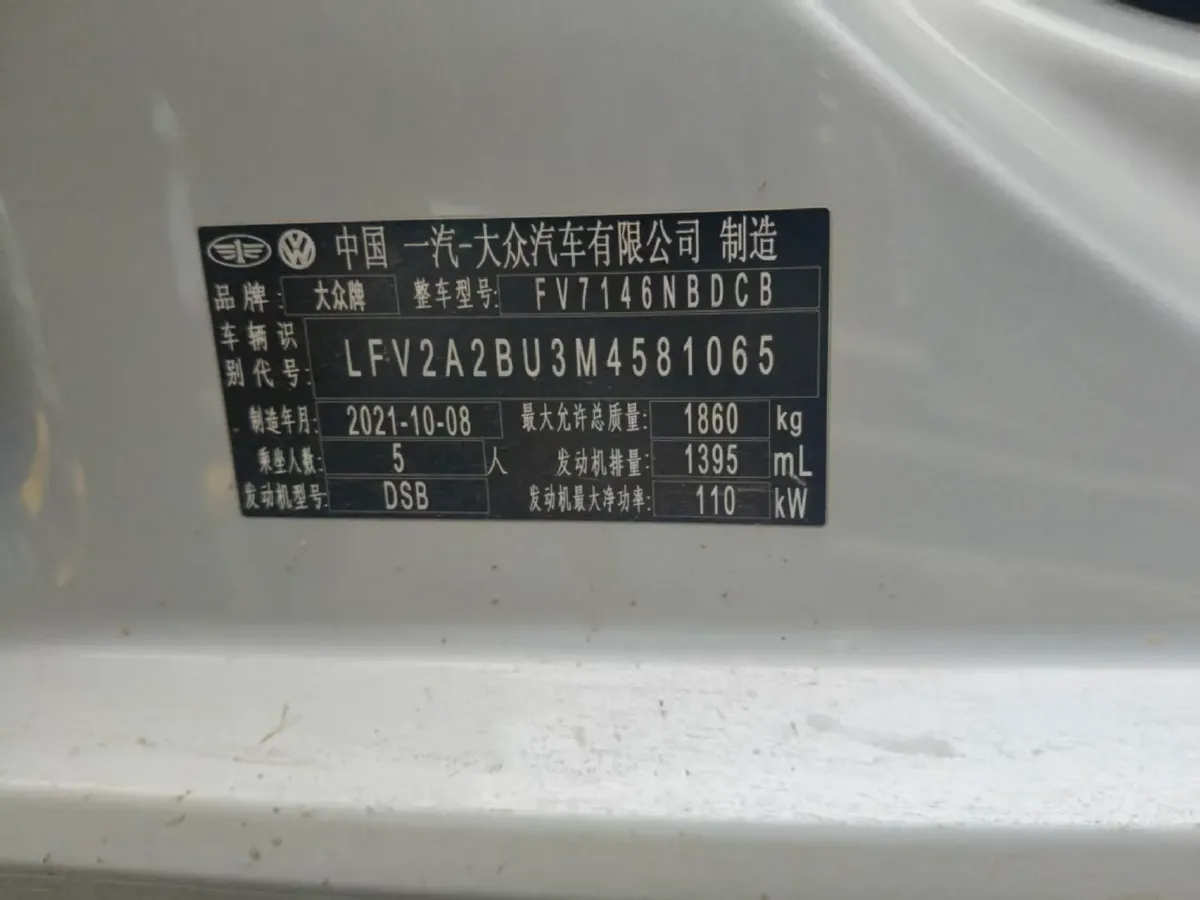 中国 一汽-大众汽车有限公司 制造
品牌: 大众牌 整车型号: FV7146NBDCB
车辆识别代号: LFV2A2BU3M4581065
制造年月: 2021-10-08 最大允许总质量: 1860 kg
乘坐人数: 5 人 发动机排量: 1395 mL
发动机型号: DSB 发动机最大净功率: 110 kW